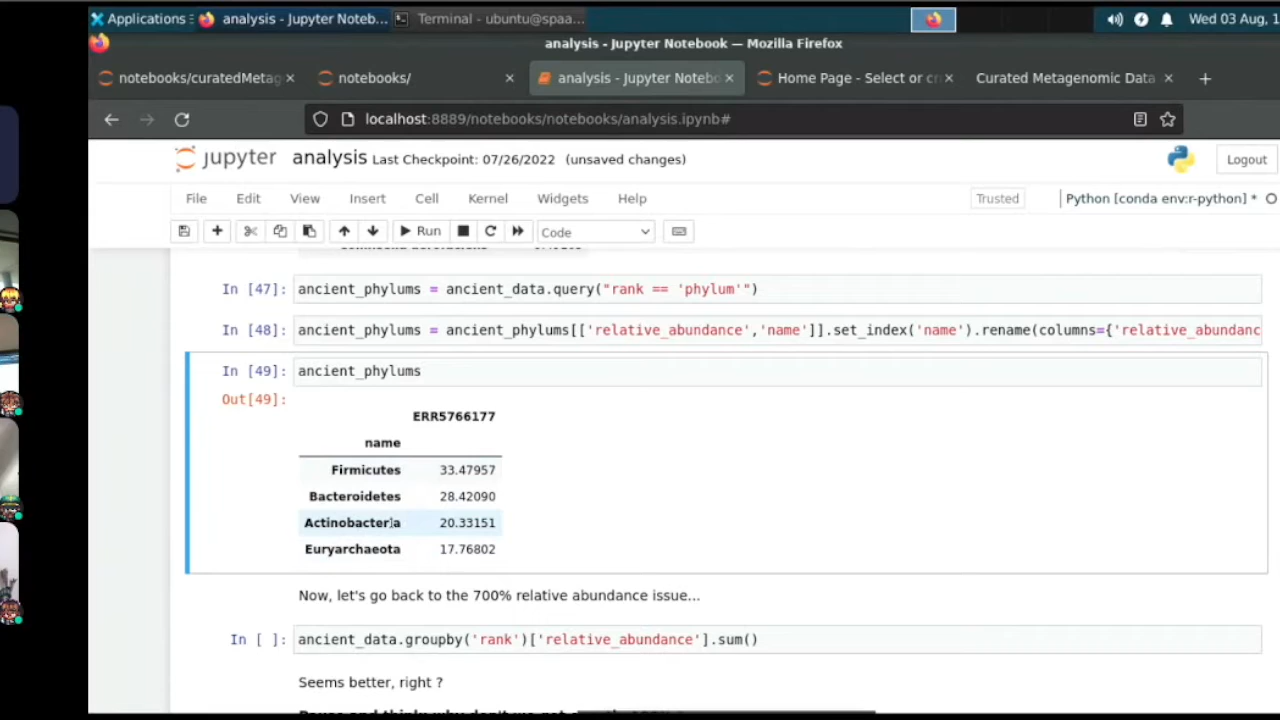 Applications
analysis - Jupyter Noteb...
Terminal - ubuntu@spaa...
Wed 03 Aug, 1
analysis - Jupyter Notebook — Mozilla Firefox
notebooks/curatedMetag
notebooks/
analysis - Jupyter Notebo
Home Page - Select or cr
Curated Metagenomic Data
localhost:8889/notebooks/notebooks/analysis.ipynb#
jupyter analysis Last Checkpoint: 07/26/2022 (unsaved changes)
Logout
File Edit View Insert Cell Kernel Widgets Help
Trusted
Python [conda env:r-python] *
Run
Code
In [47]: ancient_phylums = ancient_data.query("rank == 'phylum'")
In [48]: ancient_phylums = ancient_phylums[['relative_abundance','name']].set_index('name').rename(columns={'relative_abundanc
In [49]: ancient_phylums
Out[49]:
ERR5766177
name
Firmicutes 33.47957
Bacteroidetes 28.42090
Actinobacteria 20.33151
Euryarchaeota 17.76802
Now, let's go back to the 700% relative abundance issue...
In [ ]: ancient_data.groupby('rank')['relative_abundance'].sum()
Seems better, right ?